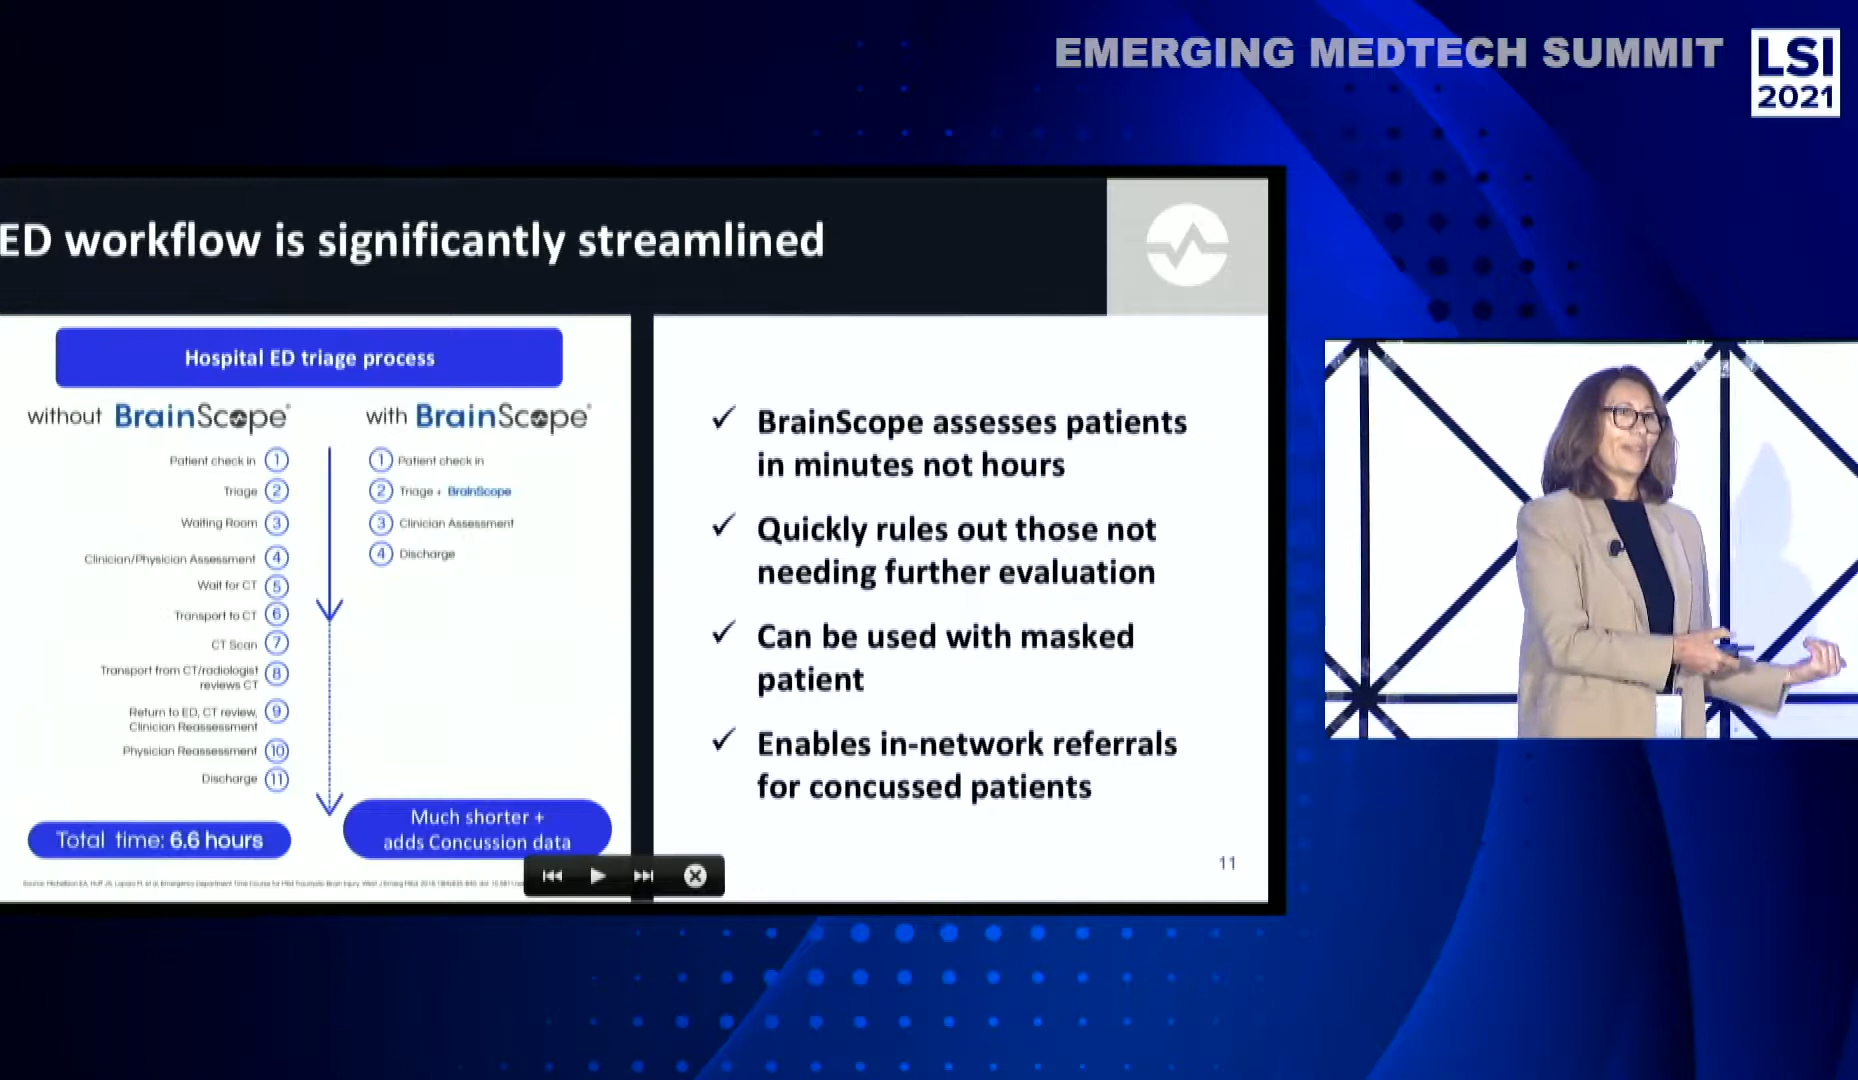 EMERGING MEDTECH SUMMIT
LSI
2021
ED workflow is significantly streamlined
Hospital ED triage process
without BrainScope®
Patient check in 1
Triage 2
Waiting Room 3
Clinician/Physician Assessment 4
Wait for CT 5
Transport to CT 6
CT Scan 7
Transport from CT/radiologist 8
reviews CT
Return to ED, CT review, 9
Clinician Reassessment
Physician Reassessment 10
Discharge 11
Total time: 6.6 hours
with BrainScope®
1 Patient check in
2 Triage + BrainScope
3 Clinician Assessment
4 Discharge
Much shorter +
adds Concussion data
✓ BrainScope assesses patients
in minutes not hours
✓ Quickly rules out those not
needing further evaluation
✓ Can be used with masked
patient
✓ Enables in-network referrals
for concussed patients
11